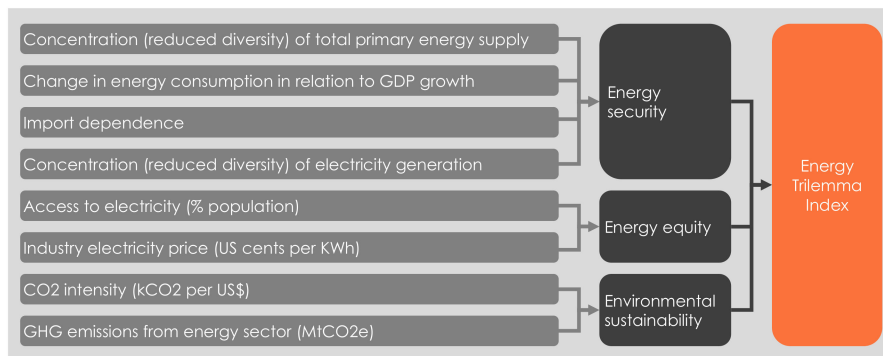 Concentration (reduced diversity) of total primary energy supply
Change in energy consumption in relation to GDP growth
Import dependence
Concentration (reduced diversity) of electricity generation
Access to electricity (% population)
Industry electricity price (US cents per KWh)
CO2 intensity (kCO2 per US$)
GHG emissions from energy sector (MtCO2e)
Energy
security
Energy equity
Environmental
sustainability
Energy
Trilemma
Index